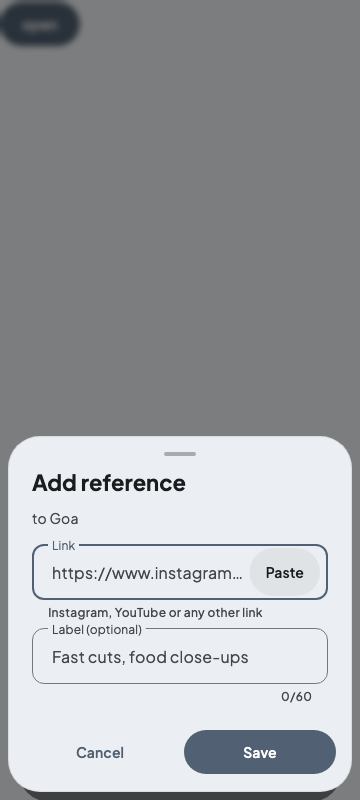 open
Add reference
to Goa
Link
https://www.instagram...
Paste
Instagram, YouTube or any other link
Label (optional)
Fast cuts, food close-ups
0/60
Cancel
Save